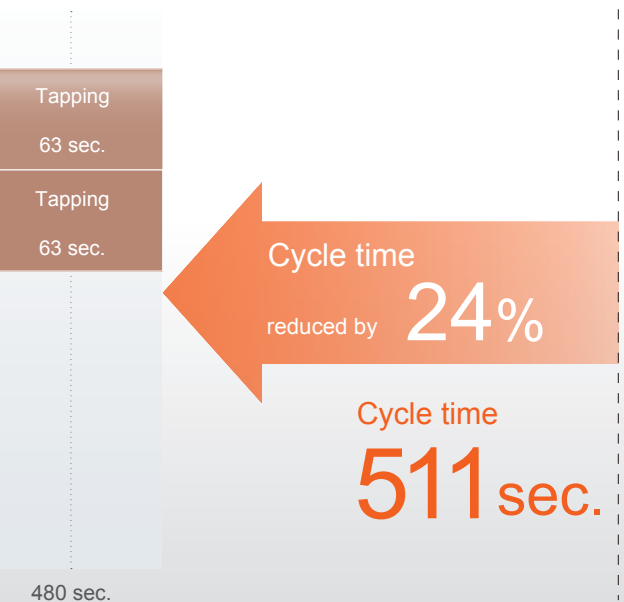 Tapping
63 sec.
Tapping
63 sec.
Cycle time
reduced by 24%
Cycle time
511 sec.
480 sec.